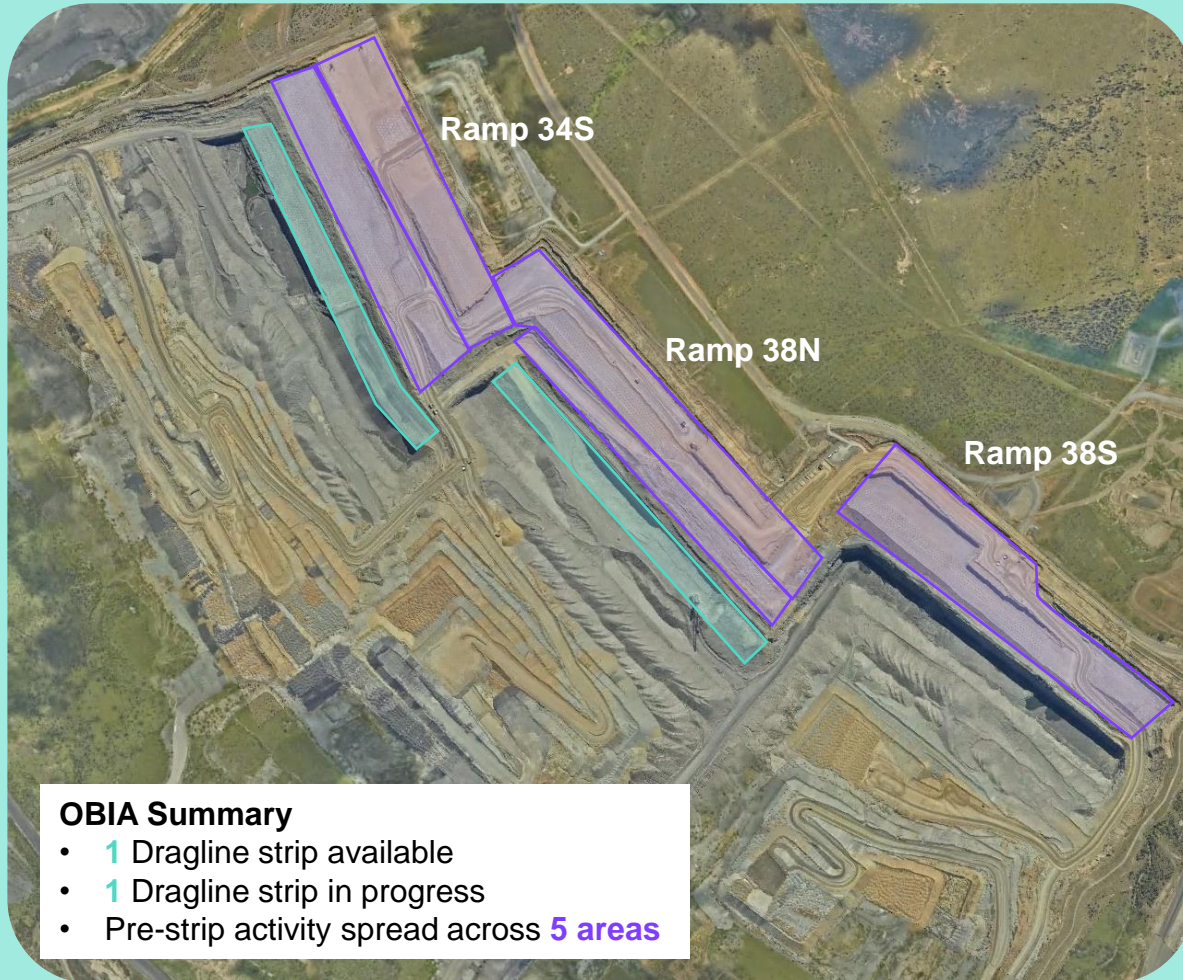 Ramp 34S
Ramp 38N
Ramp 38S
OBIA Summary
• 1 Dragline strip available
• 1 Dragline strip in progress
• Pre-strip activity spread across 5 areas